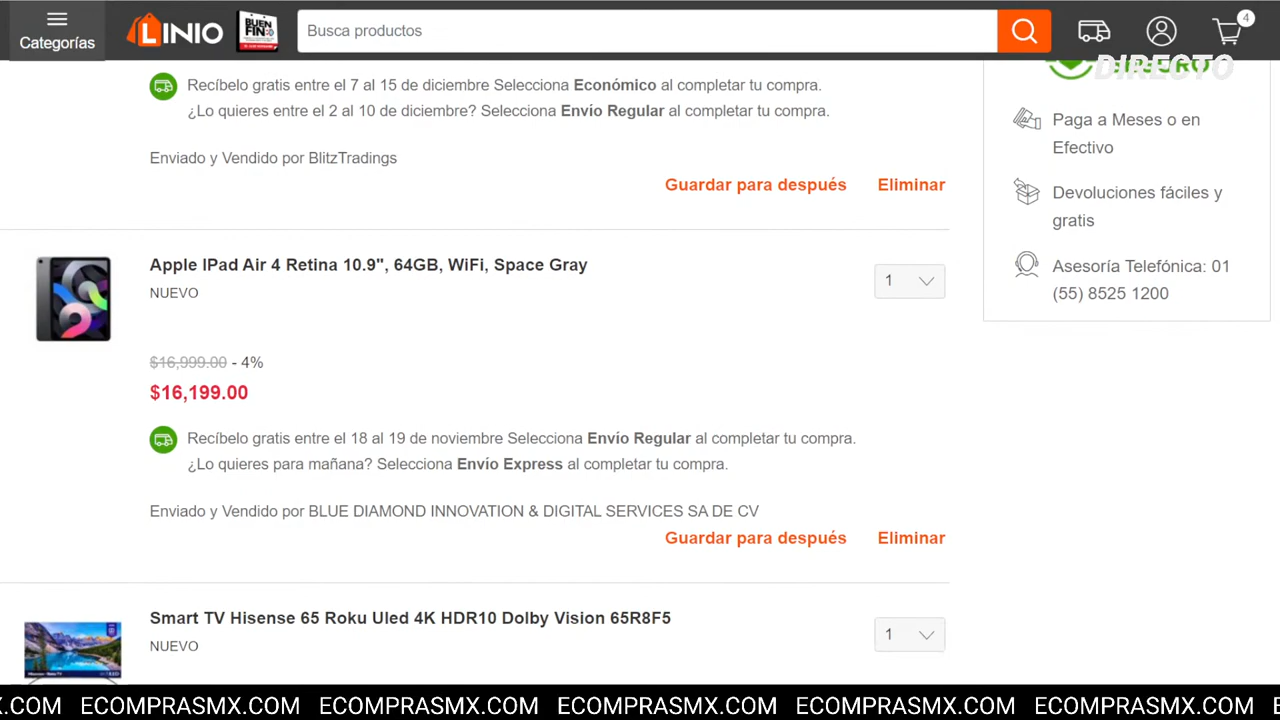 Categorías
LINIO
BUEN
FIN
Busca productos
4
DIRECTO
Recíbelo gratis entre el 7 al 15 de diciembre Selecciona Económico al completar tu compra.
¿Lo quieres entre el 2 al 10 de diciembre? Selecciona Envío Regular al completar tu compra.
Enviado y Vendido por BlitzTradings
Guardar para después Eliminar
Paga a Meses o en
Efectivo
Devoluciones fáciles y
gratis
Asesoría Telefónica: 01
(55) 8525 1200
Apple IPad Air 4 Retina 10.9", 64GB, WiFi, Space Gray
1
NUEVO
$16,999.00 - 4%
$16,199.00
Recíbelo gratis entre el 18 al 19 de noviembre Selecciona Envío Regular al completar tu compra.
¿Lo quieres para mañana? Selecciona Envío Express al completar tu compra.
Enviado y Vendido por BLUE DIAMOND INNOVATION & DIGITAL SERVICES SA DE CV
Guardar para después Eliminar
Smart TV Hisense 65 Roku Uled 4K HDR10 Dolby Vision 65R8F5
1
NUEVO
X.COM ECOMPRASMX.COM ECOMPRASMX.COM ECOMPRASMX.COM ECOMPRASMX.COM ECOMPRASMX.COM